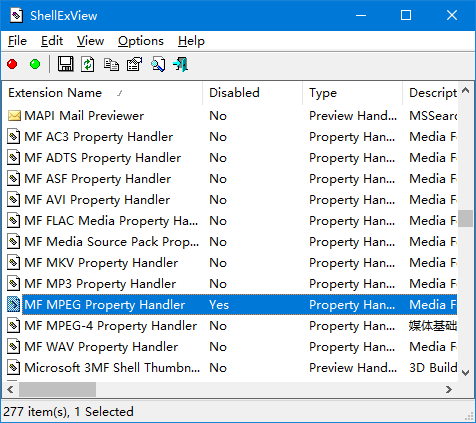 ShellExView
File Edit View Options Help
Extension Name Disabled Type Descript
MAPI Mail Previewer No Preview Hand... MSSear
MF AC3 Property Handler No Property Han... Media F
MF ADTS Property Handler No Property Han... Media F
MF ASF Property Handler No Property Han... Media F
MF AVI Property Handler No Property Han... Media F
MF FLAC Media Property Ha... No Property Han... Media F
MF Media Source Pack Prop... No Property Han... Media F
MF MKV Property Handler No Property Han... Media F
MF MP3 Property Handler No Property Han... Media F
MF MPEG Property Handler Yes Property Han... Media F
MF MPEG-4 Property Handler No Property Han... 媒体基础
MF WAV Property Handler No Property Han... Media F
Microsoft 3MF Shell Thumbn... No Preview Hand... 3D Build
277 item(s), 1 Selected